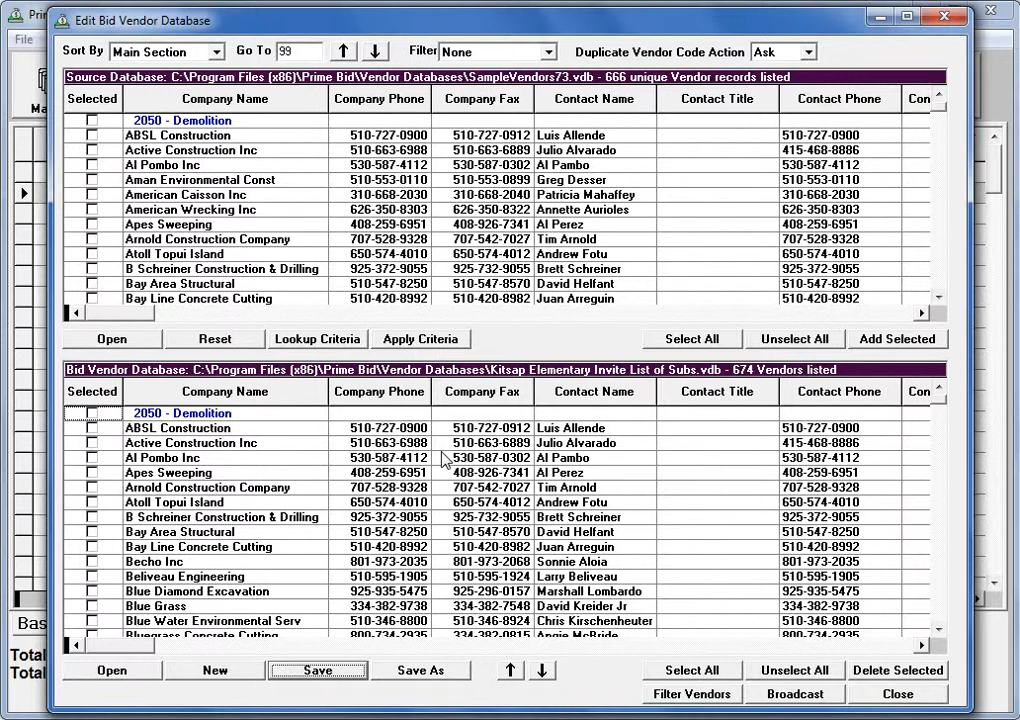 Prim
Edit Bid Vendor Database
File
Sort By Main Section Go To 99 Filter None Duplicate Vendor Code Action Ask
Source Database: C:\Program Files (x86)\Prime Bid\Vendor Databases\SampleVendors73.vdb - 666 unique Vendor records listed
Selected Company Name Company Phone Company Fax Contact Name Contact Title Contact Phone Con
Ma
2050 - Demolition
ABSL Construction 510-727-0900 510-727-0912 Luis Allende 510-727-0900
Active Construction Inc 510-663-6988 510-663-6889 Julio Alvarado 415-468-8886
Al Pombo Inc 530-587-4112 530-587-0302 Al Pambo 530-587-4112
Aman Environmental Const 510-553-0110 510-553-0899 Greg Desser 510-553-0110
American Caisson Inc 310-668-2030 310-668-2040 Patricia Mahaffey 310-668-2030
American Wrecking Inc 626-350-8303 626-350-8322 Annette Aurioles 626-350-8303
Apes Sweeping 408-259-6951 408-926-7341 Al Perez 408-259-6951
Arnold Construction Company 707-528-9328 707-542-7027 Tim Arnold 707-528-9328
Atoll Topui Island 650-574-4010 650-574-4012 Andrew Fotu 650-574-4010
B Schreiner Construction & Drilling 925-372-9055 925-732-9055 Brett Schreiner 925-372-9055
Bay Area Structural 510-547-8250 510-547-8570 David Helfant 510-547-8250
Bay Line Concrete Cutting 510-420-8992 510-420-8982 Juan Arreguin 510-420-8992
Open Reset Lookup Criteria Apply Criteria Select All Unselect All Add Selected
Bid Vendor Database: C:\Program Files (x86)\Prime Bid\Vendor Databases\Kitsap Elementary Invite List of Subs.vdb - 674 Vendors listed
Selected Company Name Company Phone Company Fax Contact Name Contact Title Contact Phone Con
2050 - Demolition
ABSL Construction 510-727-0900 510-727-0912 Luis Allende 510-727-0900
Active Construction Inc 510-663-6988 510-663-6889 Julio Alvarado 415-468-8886
Al Pombo Inc 530-587-4112 530-587-0302 Al Pambo 530-587-4112
Apes Sweeping 408-259-6951 408-926-7341 Al Perez 408-259-6951
Arnold Construction Company 707-528-9328 707-542-7027 Tim Arnold 707-528-9328
Atoll Topui Island 650-574-4010 650-574-4012 Andrew Fotu 650-574-4010
B Schreiner Construction & Drilling 925-372-9055 925-732-9055 Brett Schreiner 925-372-9055
Bay Area Structural 510-547-8250 510-547-8570 David Helfant 510-547-8250
Bay Line Concrete Cutting 510-420-8992 510-420-8982 Juan Arreguin 510-420-8992
Becho Inc 801-973-2035 801-973-2068 Sonnie Aloia 801-973-2035
Beliveau Engineering 510-595-1905 510-595-1924 Larry Beliveau 510-595-1905
Blue Diamond Excavation 925-935-5475 925-296-0157 Marshall Lombardo 925-935-5475
Blue Grass 334-382-9738 334-382-7548 David Kreider Jr 334-382-9738
Blue Water Environmental Serv 510-346-8800 510-346-8924 Chris Kirschenheuter 510-346-8800
Bas
Bluegrass Concrete Cutting 800-734-2935 334-382-0815 Angie McBride 800-734-2935
Total
Total
Open New Save Save As Select All Unselect All Delete Selected
Filter Vendors Broadcast Close